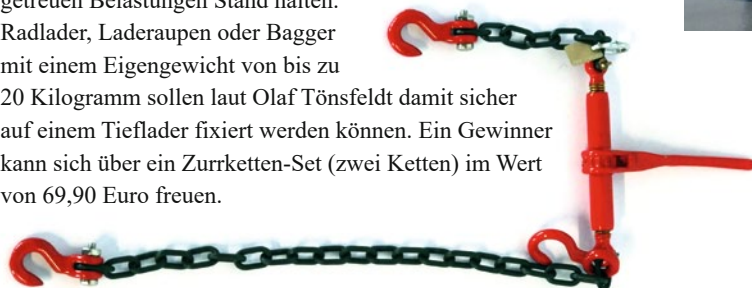 getreuen Belastungen Stand halten.
Radlader, Laderaupen oder Bagger
mit einem Eigengewicht von bis zu
20 Kilogramm sollen laut Olaf Tönsfeldt damit sicher
auf einem Tieflader fixiert werden können. Ein Gewinner
kann sich über ein Zurrketten-Set (zwei Ketten) im Wert
von 69,90 Euro freuen.